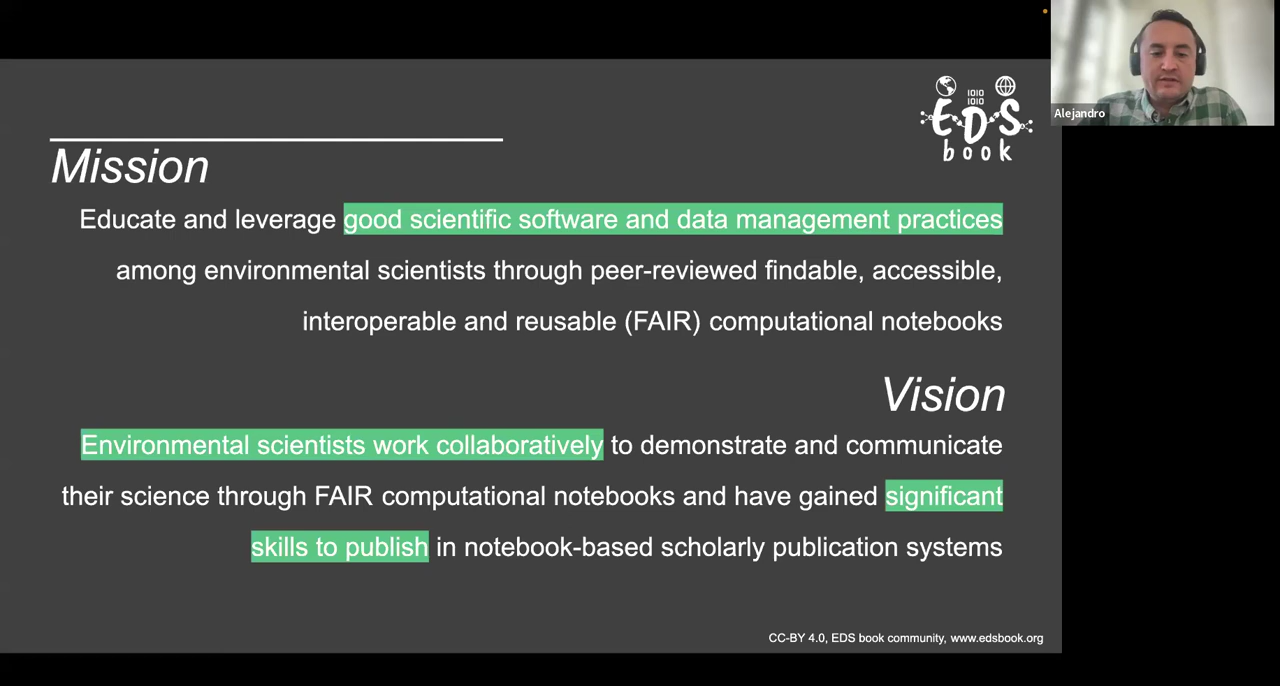 Alejandro
1010
1010
EDS
book
Mission
Educate and leverage good scientific software and data management practices
among environmental scientists through peer-reviewed findable, accessible,
interoperable and reusable (FAIR) computational notebooks
Vision
Environmental scientists work collaboratively to demonstrate and communicate
their science through FAIR computational notebooks and have gained significant
skills to publish in notebook-based scholarly publication systems
CC-BY 4.0, EDS book community, www.edsbook.org